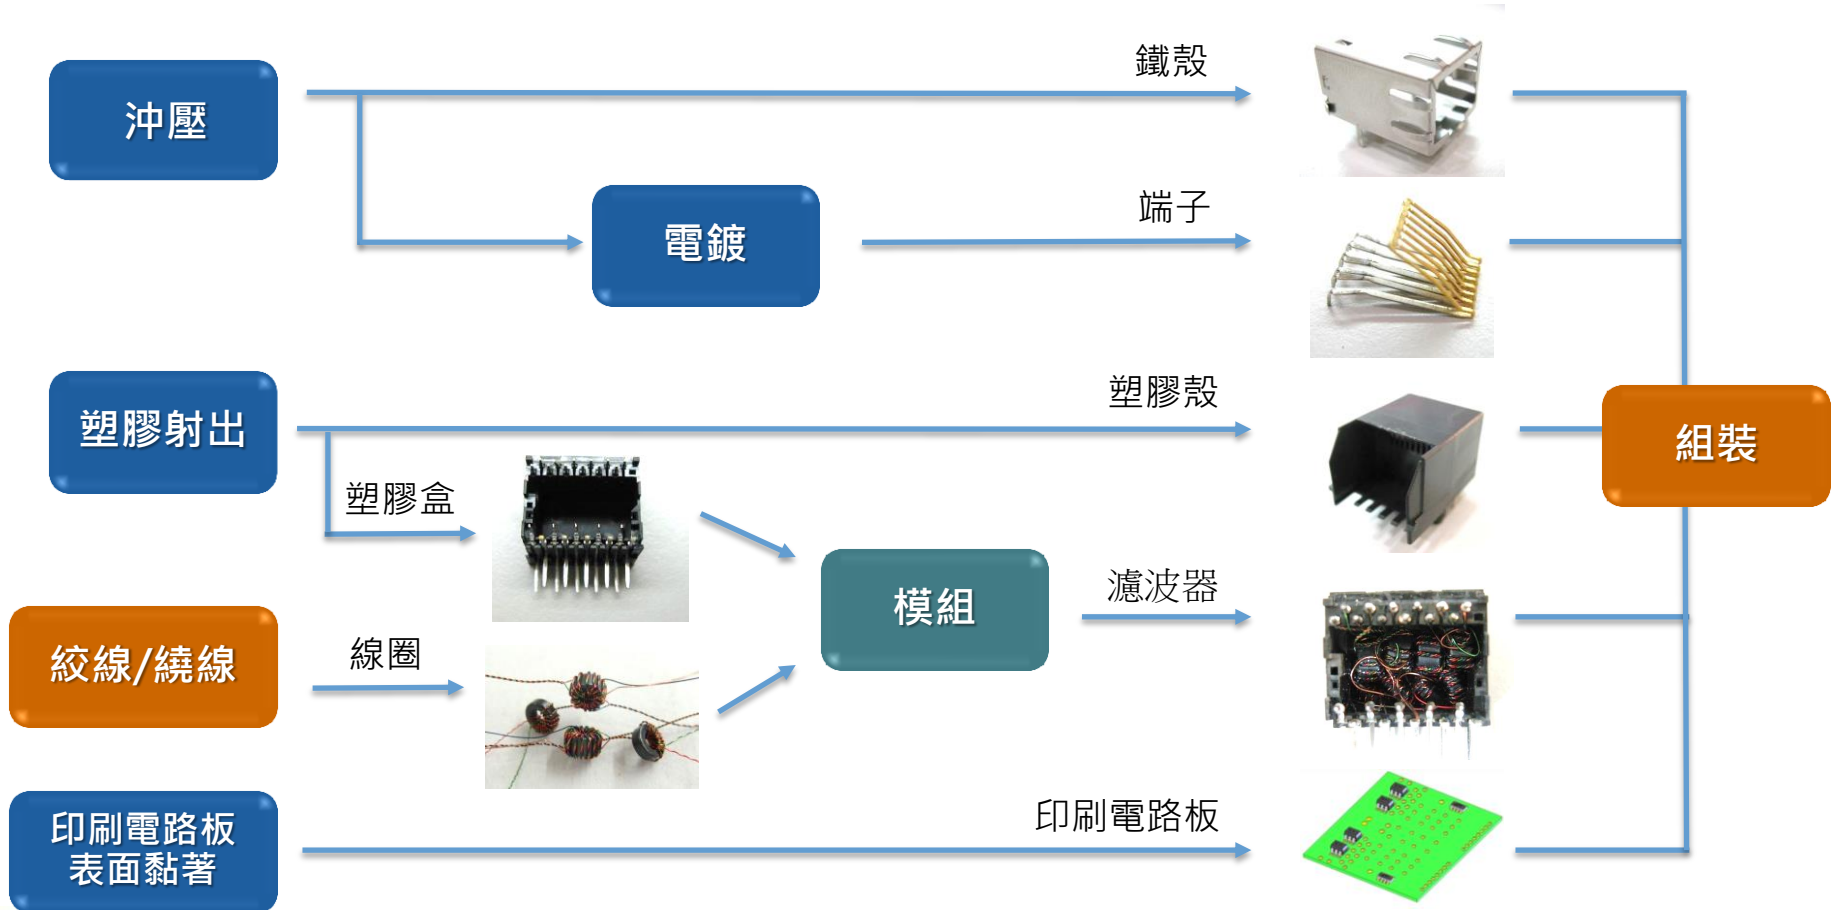 鐵殼
沖壓
端子
電鍍
塑膠殼
塑膠射出
組裝
塑膠盒
濾波器
模組
絞線/繞線
線圈
印刷電路板
印刷電路板
表面黏著